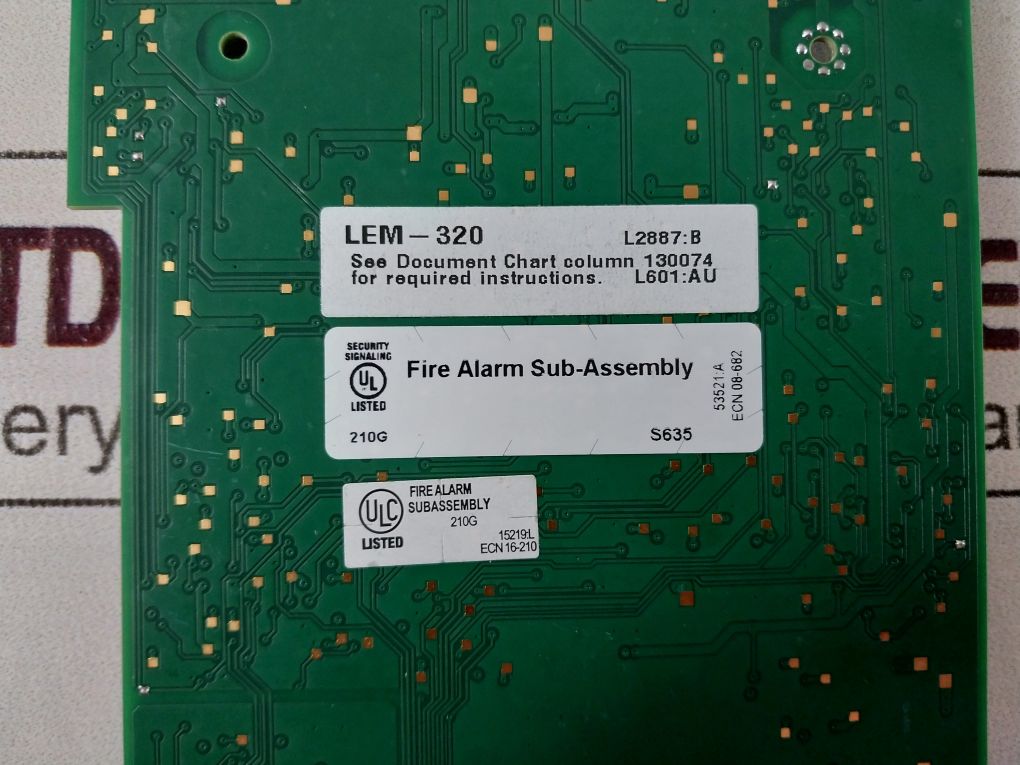 LEM – 320 L2887:B
See Document Chart column 130074
for required instructions. L601:AU
SECURITY
SIGNALING
UL
LISTED
210G
Fire Alarm Sub-Assembly
S635
53521:A
ECN 08-682
ULC
LISTED
FIRE ALARM
SUBASSEMBLY
210G
15219:L
ECN 16-210
TD
ery
E
ar